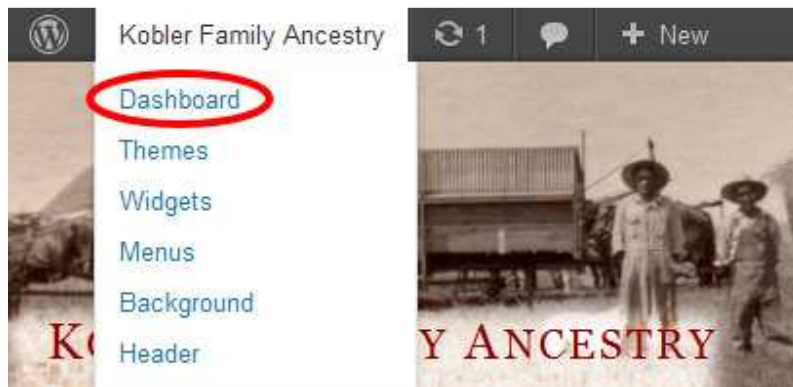 Kobler Family Ancestry 1 + New
Dashboard
Themes
Widgets
Menus
Background
Header
K Y ANCESTRY